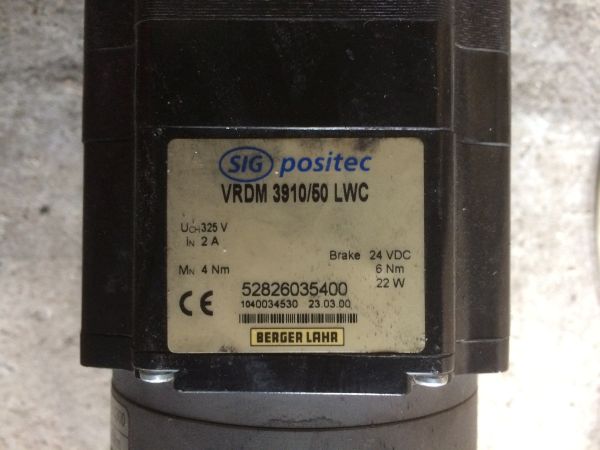 SIG positec
VRDM 3910/50 LWC
UCH 325 V
IN 2 A
Brake 24 VDC
MN 4 Nm 6 Nm
22 W
CE 52826035400
1040034530 23.03.00
BERGER LAHR